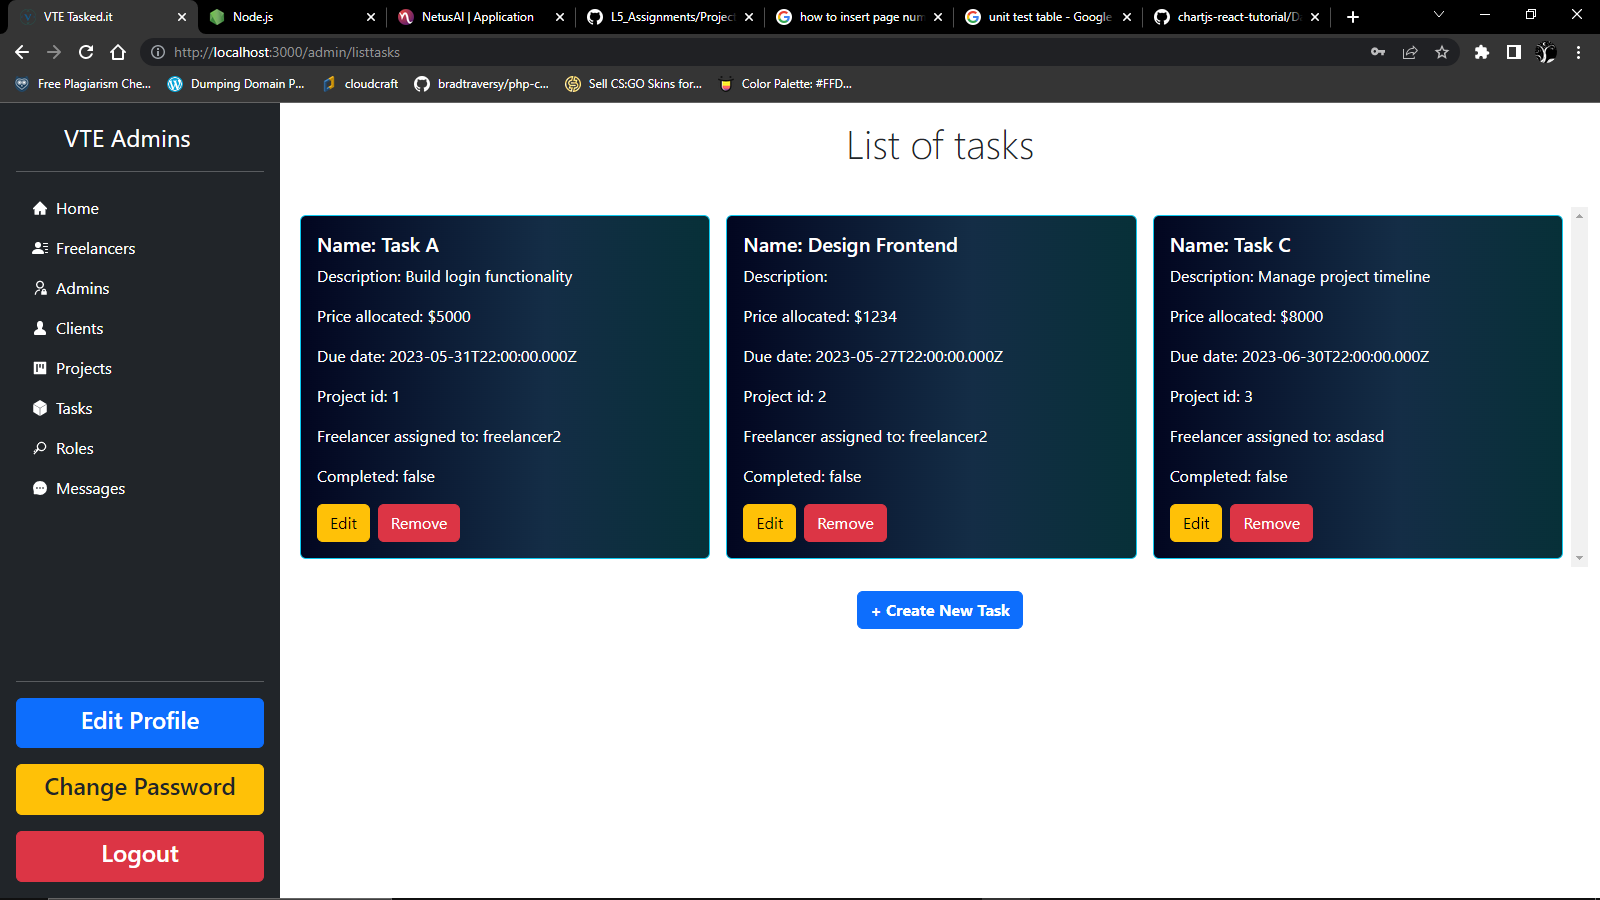 VTE Tasked.it
Node.js
NetusAI | Application
L5_Assignments/Project
how to insert page num
unit test table - Google
chartjs-react-tutorial/D
http://localhost:3000/admin/listtasks
Free Plagiarism Che...
Dumping Domain P...
cloudcraft
bradtraversy/php-c...
Sell CS:GO Skins for...
Color Palette: #FFD...
VTE Admins
Home
Freelancers
Admins
Clients
Projects
Tasks
Roles
Messages
Edit Profile
Change Password
Logout
List of tasks
Name: Task A
Description: Build login functionality
Price allocated: $5000
Due date: 2023-05-31T22:00:00.000Z
Project id: 1
Freelancer assigned to: freelancer2
Completed: false
Edit
Remove
Name: Design Frontend
Description:
Price allocated: $1234
Due date: 2023-05-27T22:00:00.000Z
Project id: 2
Freelancer assigned to: freelancer2
Completed: false
Edit
Remove
Name: Task C
Description: Manage project timeline
Price allocated: $8000
Due date: 2023-06-30T22:00:00.000Z
Project id: 3
Freelancer assigned to: asdasd
Completed: false
Edit
Remove
+ Create New Task